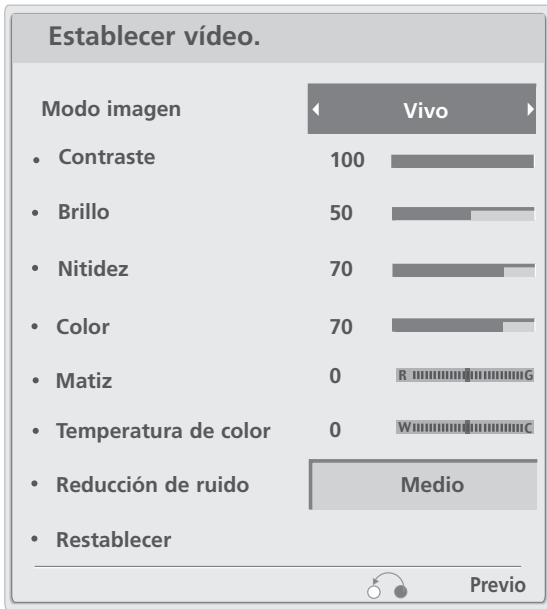 Establecer vídeo.
Modo imagen Vivo
• Contraste 100
• Brillo 50
• Nitidez 70
• Color 70
• Matiz 0 R G
• Temperatura de color 0 W C
• Reducción de ruido Medio
• Restablecer
Previo